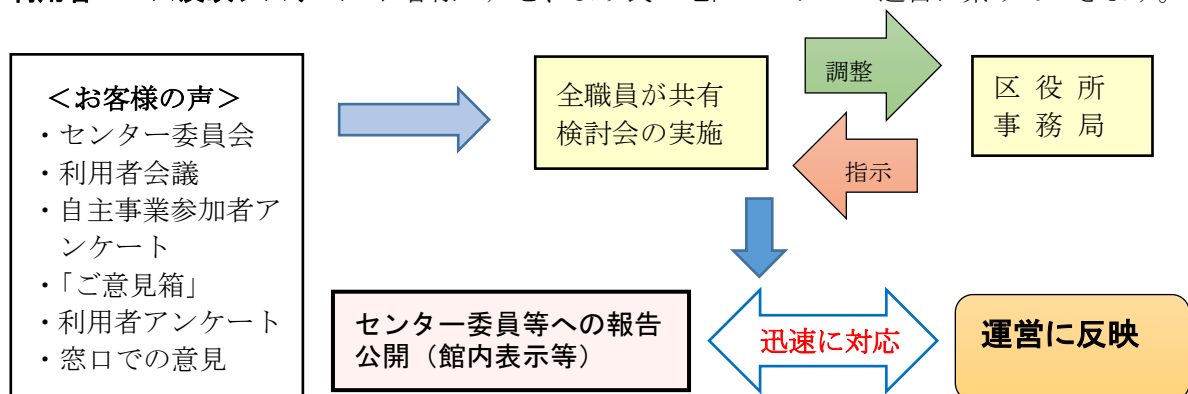 ＜お客様の声＞
・センター委員会
・利用者会議
・自主事業参加者ア
ンケート
・「ご意見箱」
・利用者アンケート
・窓口での意見
全職員が共有
検討会の実施
調整
指示
区 役 所
事 務 局
センター委員等への報告
公開（館内表示等）
迅速に対応
運営に反映